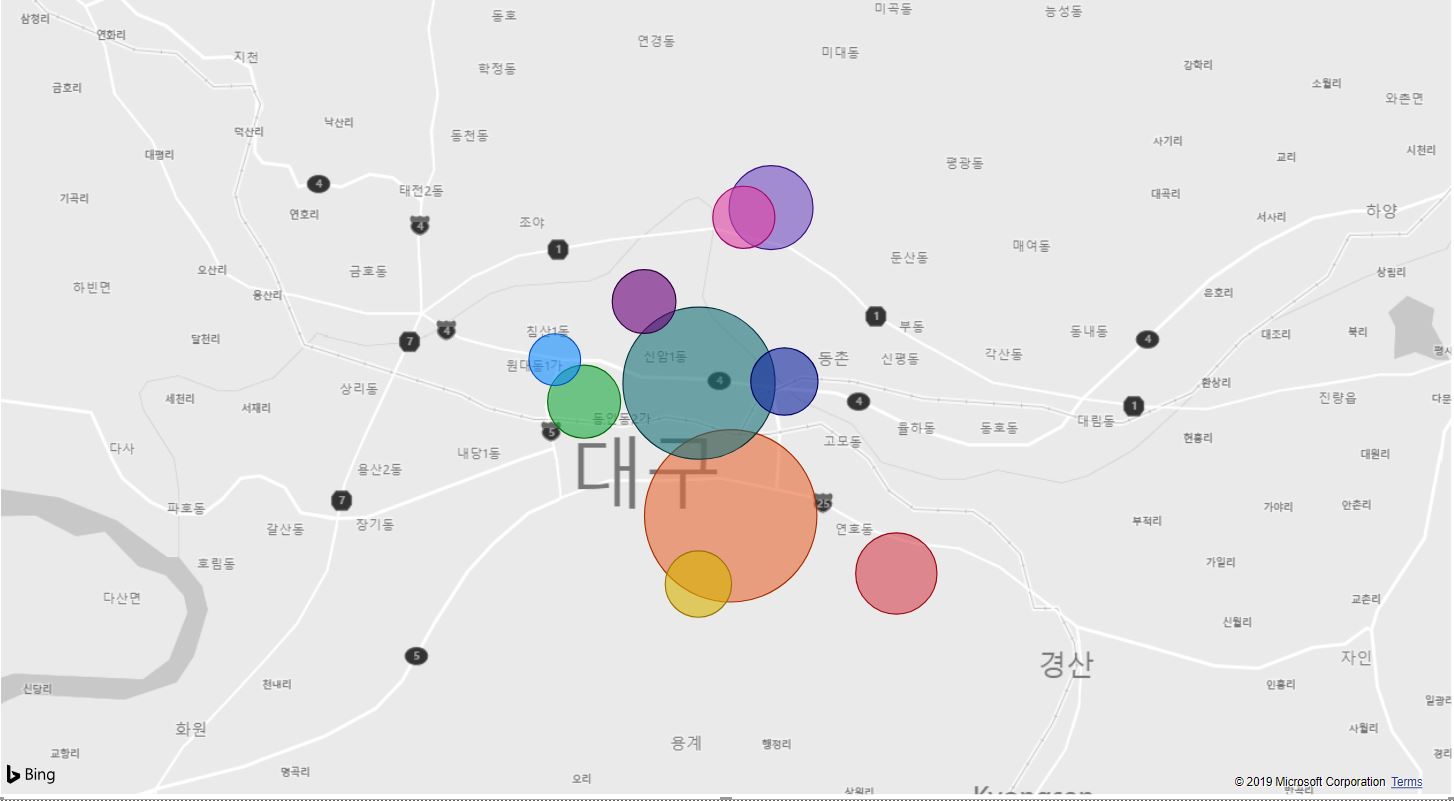 동호
미곡동
능성동
삼청리
연화리
연경동
미대동
지천
학정동
강학리
소월리
금호리
와촌면
낙산리
덕산리
동천동
사기리
대평리
평광동
교리
시천리
4
태전2동
대곡리
기곡리
연호리
조야
4
서사리
하양
1
매여동
둔산동
오산리
금호동
상림리
하빈면
용산리
은호리
1
부동
침산1동
4
동내동
대조리
북리
달천리
7
4
신암1동
동촌
신평동
각산동
평사
원대동1가
4
환상리
상리동
세천리
서재리
4
1
진량읍
다문
동인동2가
율하동
동호동
대림동
5
고모동
현흥리
다사
내당1동
대원리
용산2동
대구
7
25
파호동
가야리
안촌리
갈산동
장기동
연호동
부적리
호림동
가일리
다산면
교촌리
신월리
5
경산
자인
신당리
천내리
인흥리
일광리
화원
사월리
용계
행정리
교항리
경리
명곡리
오리
Bing
© 2019 Microsoft Corporation Terms
상원리